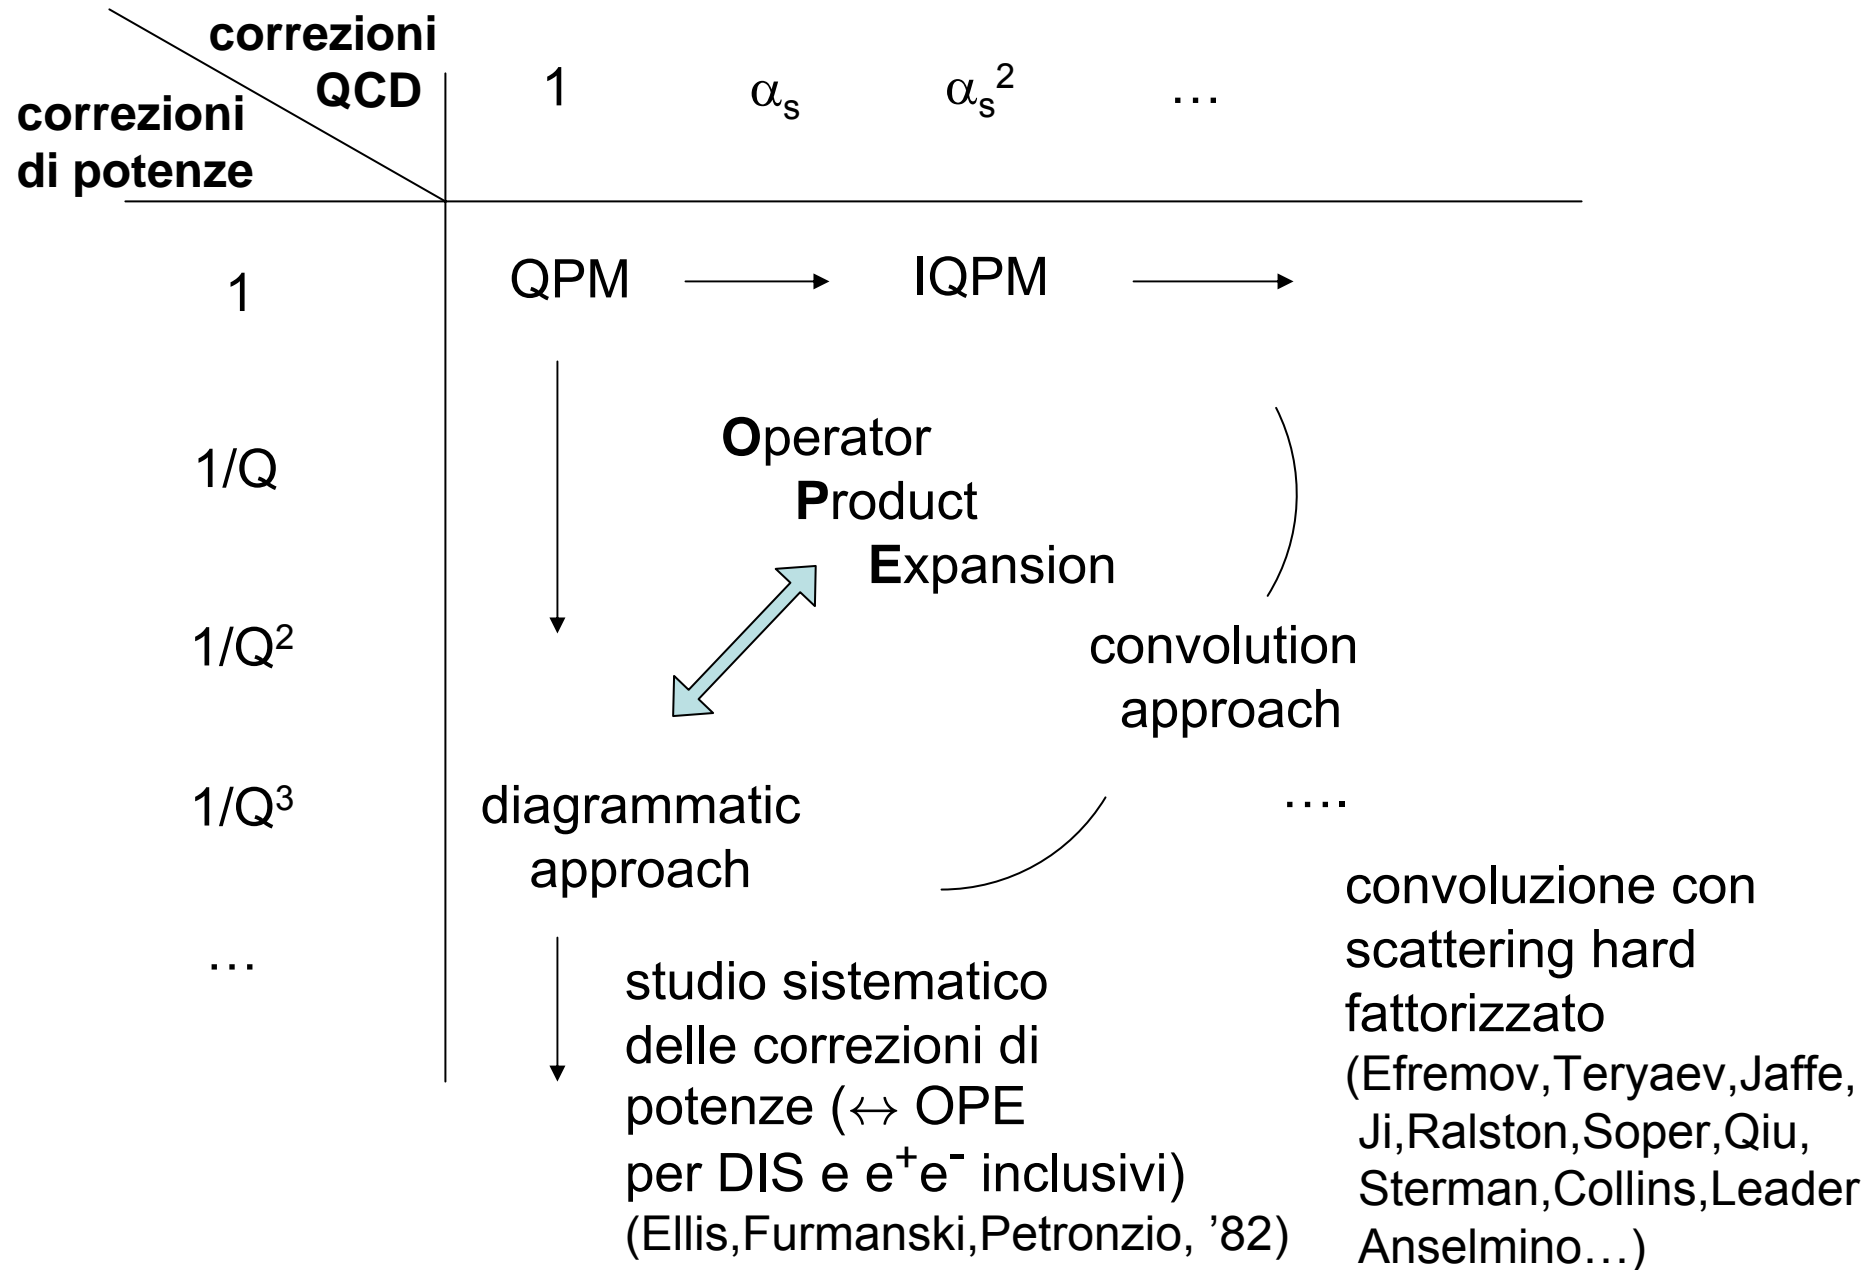 correzioni
QCD
correzioni
di potenze
1 αs αs² …
1 QPM IQPM
1/Q
Operator
Product
Expansion
1/Q²
convolution
approach
1/Q³
diagrammatic
approach
….
…
studio sistematico
delle correzioni di
potenze (↔ OPE
per DIS e e⁺e⁻ inclusivi)
(Ellis,Furmanski,Petronzio, ’82)
convoluzione con
scattering hard
fattorizzato
(Efremov,Teryaev,Jaffe,
Ji,Ralston,Soper,Qiu,
Sterman,Collins,Leader
Anselmino…)